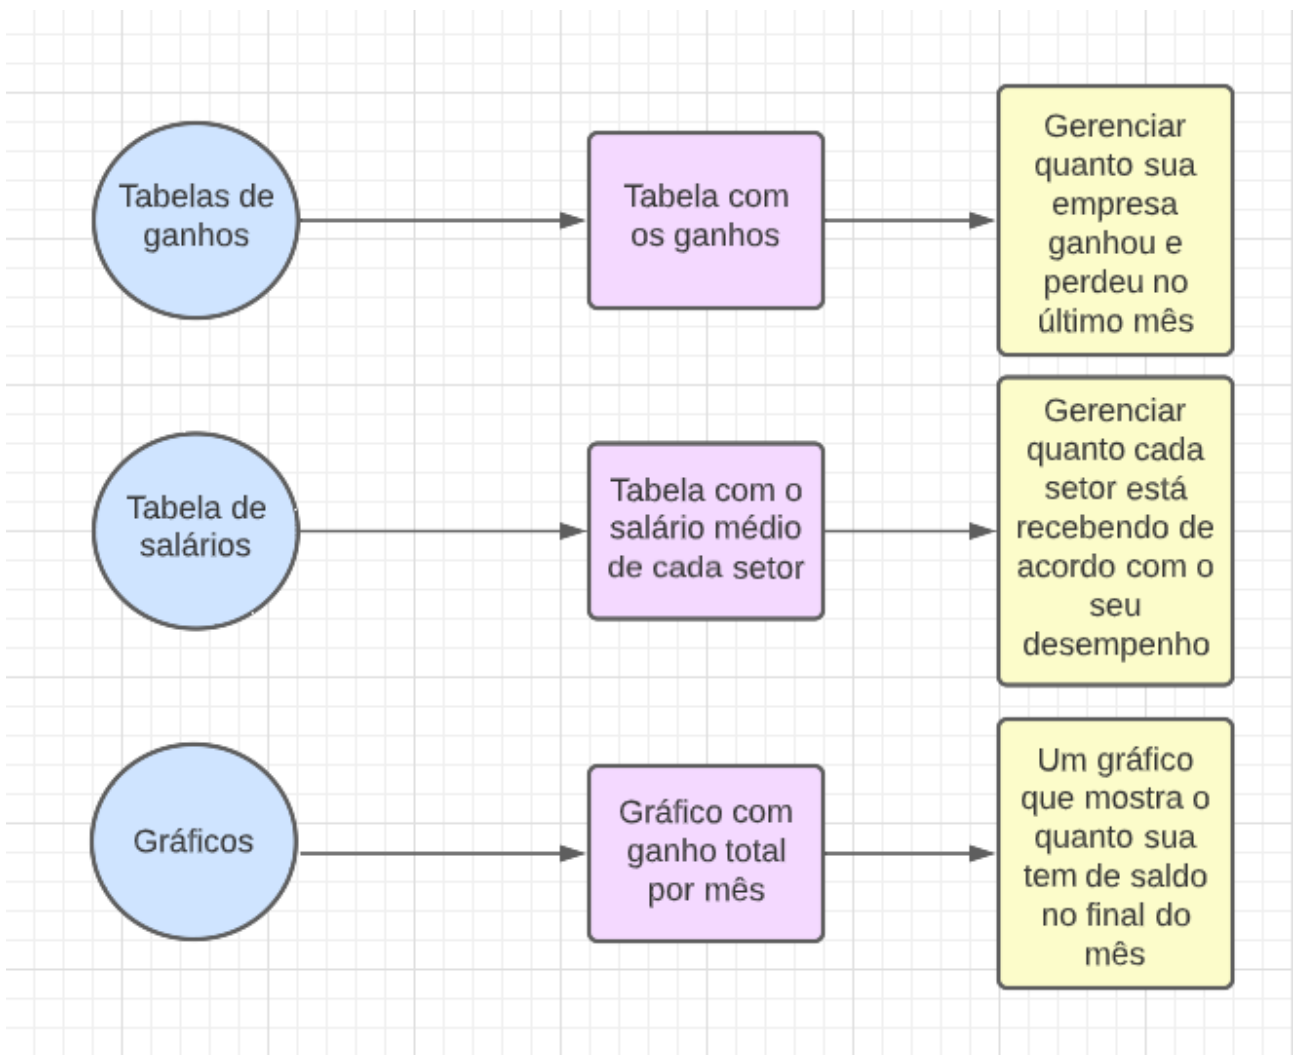 Tabelas de
ganhos
Tabela com
os ganhos
Gerenciar
quanto sua
empresa
ganhou e
perdeu no
último mês
Tabela de
salários
Tabela com o
salário médio
de cada setor
Gerenciar
quanto cada
setor está
recebendo de
acordo com o
seu
desempenho
Gráficos
Gráfico com
ganho total
por mês
Um gráfico
que mostra o
quanto sua
tem de saldo
no final do
mês